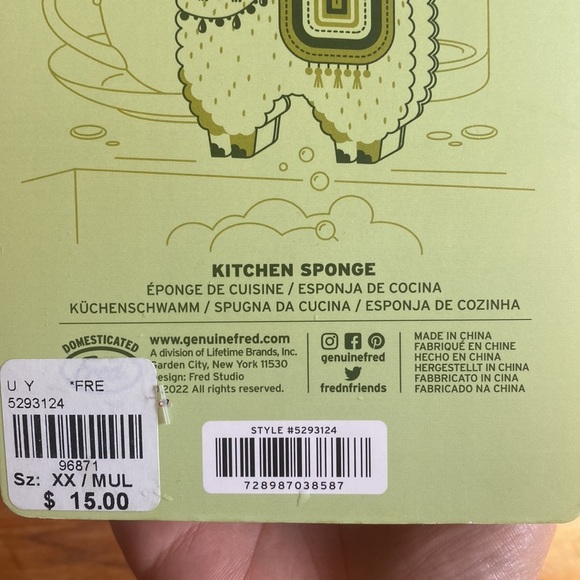 KITCHEN SPONGE
ÉPONGE DE CUISINE / ESPONJA DE COCINA
KÜCHENSCHWAMM / SPUGNA DA CUCINA / ESPONJA DE COZINHA
DOMESTICATED
www.genuinefred.com
A division of Lifetime Brands, Inc.
Garden City, New York 11530
Design: Fred Studio
2022 All rights reserved.
genuinefred
frednfriends
MADE IN CHINA
FABRIQUÉ EN CHINE
HECHO EN CHINA
HERGESTELLT IN CHINA
FABBRICATO IN CINA
FABRICADO NA CHINA
U Y *FRE
5293124
96871
Sz: XX / MUL
$ 15.00
STYLE #5293124
728987038587